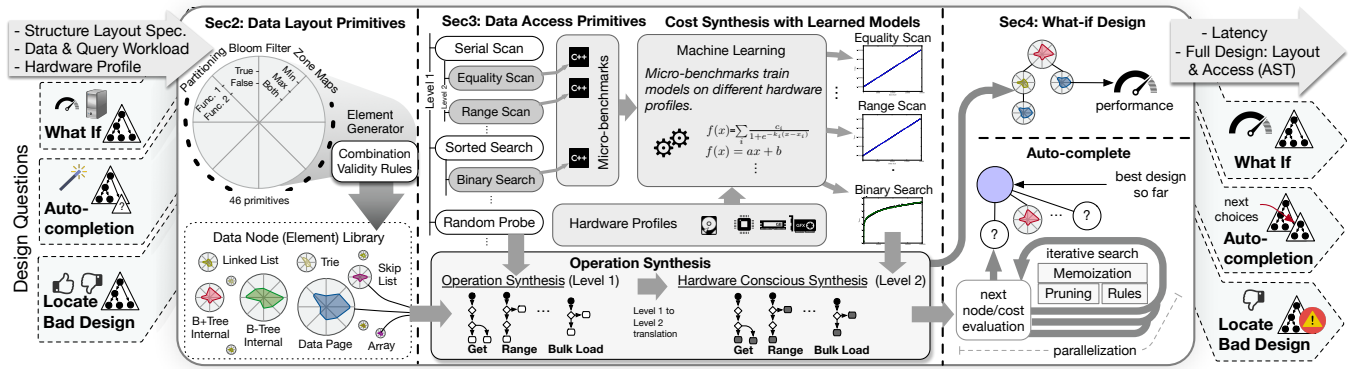 - Structure Layout Spec.
- Data & Query Workload
- Hardware Profile
Design Questions
What If
Auto-
completion
?
Locate
Bad Design
Sec2: Data Layout Primitives
Partitioning
Bloom Filter
Zone Maps
True
False
Min
Max
Both
Func. 1
Func. 2
...
46 primitives
Element
Generator
Combination
Validity Rules
Data Node (Element) Library
Linked List
Trie
Skip
List
B+Tree
Internal
B-Tree
Internal
Data Page
Array
Sec3: Data Access Primitives
Level 1
Level 2
Serial Scan
Equality Scan
Range Scan
...
Sorted Search
Binary Search
...
Random Probe
...
C++
C++
C++
Micro-benchmarks
Cost Synthesis with Learned Models
Machine Learning
Micro-benchmarks train
models on different hardware
profiles.
f(x)=∑_i c_i/(1+e^{-k_i(x-x_i)})
f(x) = ax + b
⋮
Hardware Profiles
GFX
Equality Scan
Range Scan
Binary Search
Operation Synthesis
Operation Synthesis (Level 1)
Get
Range
...
Bulk Load
Level 1 to
Level 2
translation
Hardware Conscious Synthesis (Level 2)
Get
Range
...
Bulk Load
Sec4: What-if Design
performance
Auto-complete
best design
so far
?
...
?
next
node/cost
evaluation
iterative search
Memoization
Pruning
Rules
parallelization
- Latency
- Full Design: Layout
& Access (AST)
What If
next
choices
Auto-
completion
Locate
Bad Design